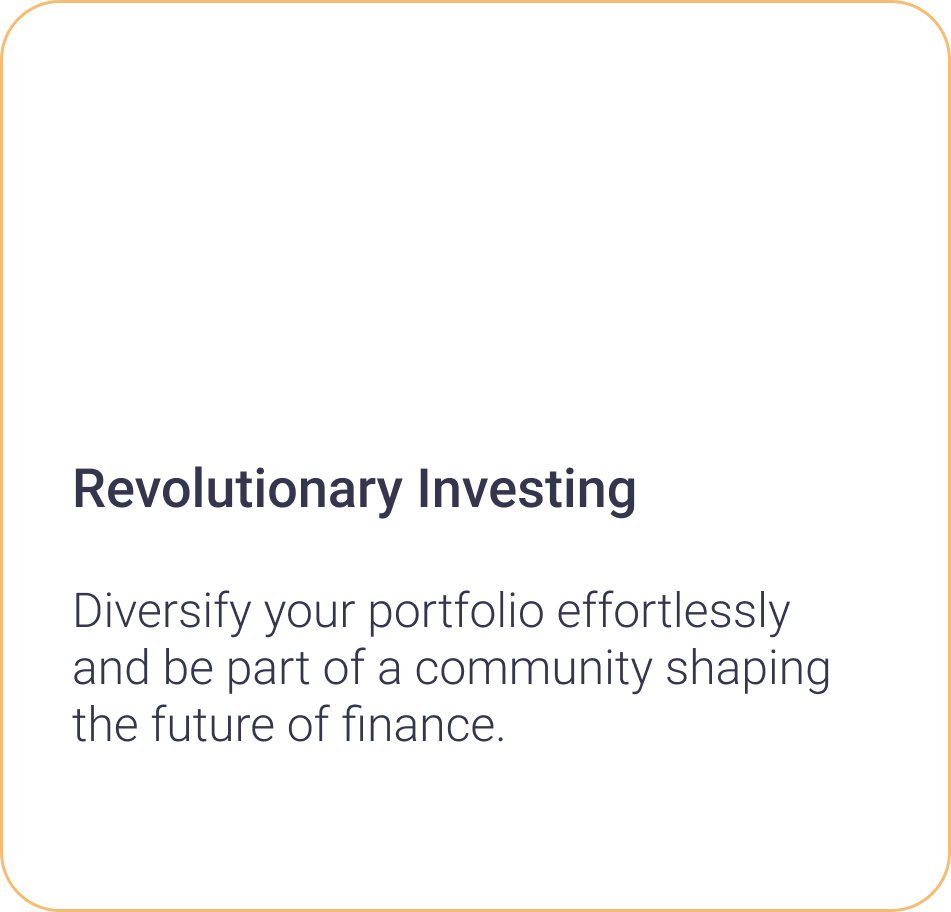 Revolutionary Investing
Diversify your portfolio effortlessly
and be part of a community shaping
the future of finance.